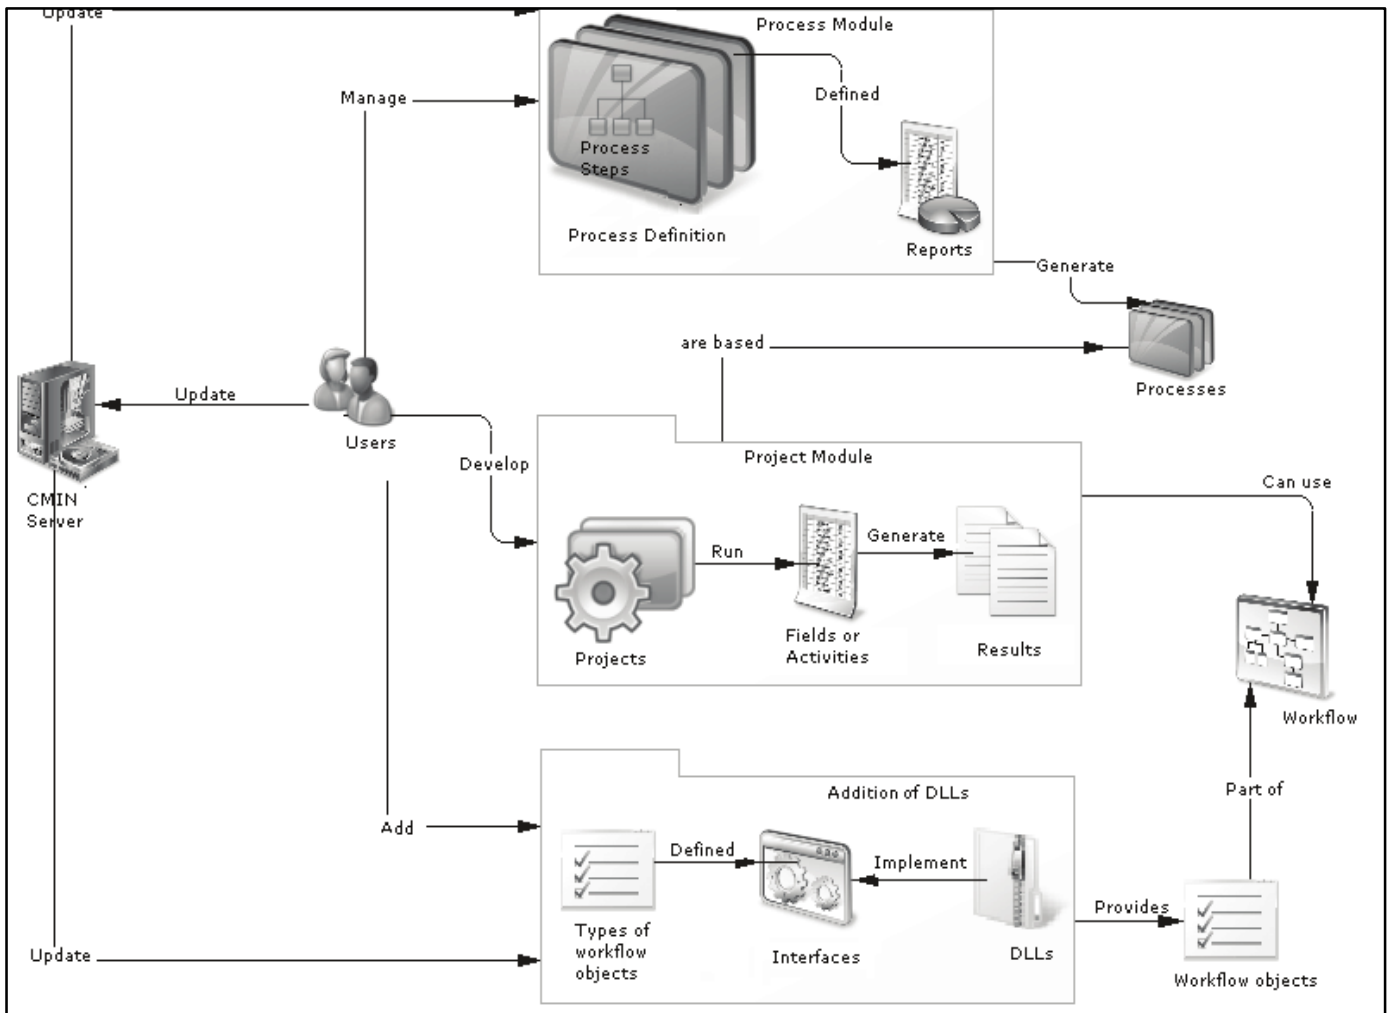 Update
Process Module
Manage
Defined
Process
Steps
Process Definition
Reports
Generate
are based
Processes
Update
Users
CMIN
Server
Develop
Project Module
Can use
Run
Generate
Fields or
Activities
Projects
Results
Workflow
Addition of DLLs
Part of
Add
Defined
Implement
Provides
Types of
workflow
objects
Interfaces
DLLs
Update
Workflow objects